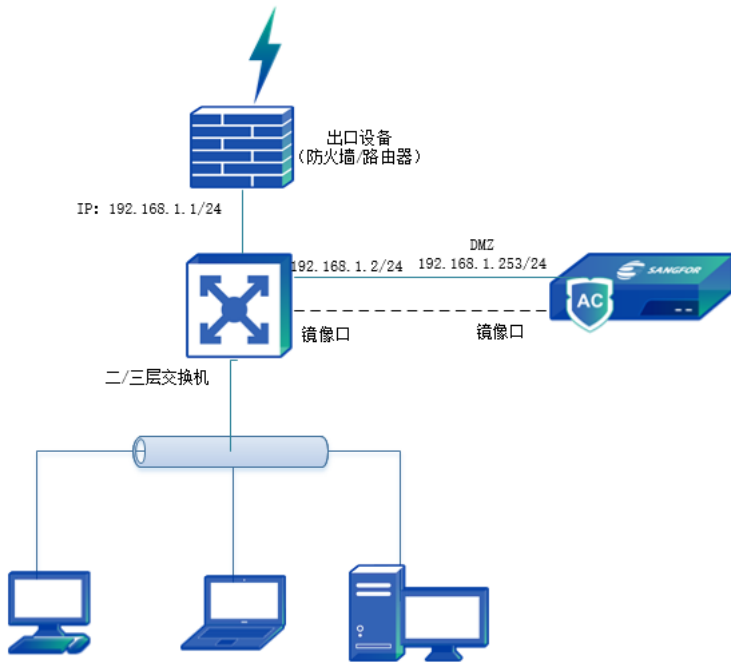 出口设备
(防火墙/路由器)
IP: 192.168.1.1/24
DMZ
192.168.1.2/24
192.168.1.253/24
SANGFOR
AC
镜像口
镜像口
二/三层交换机